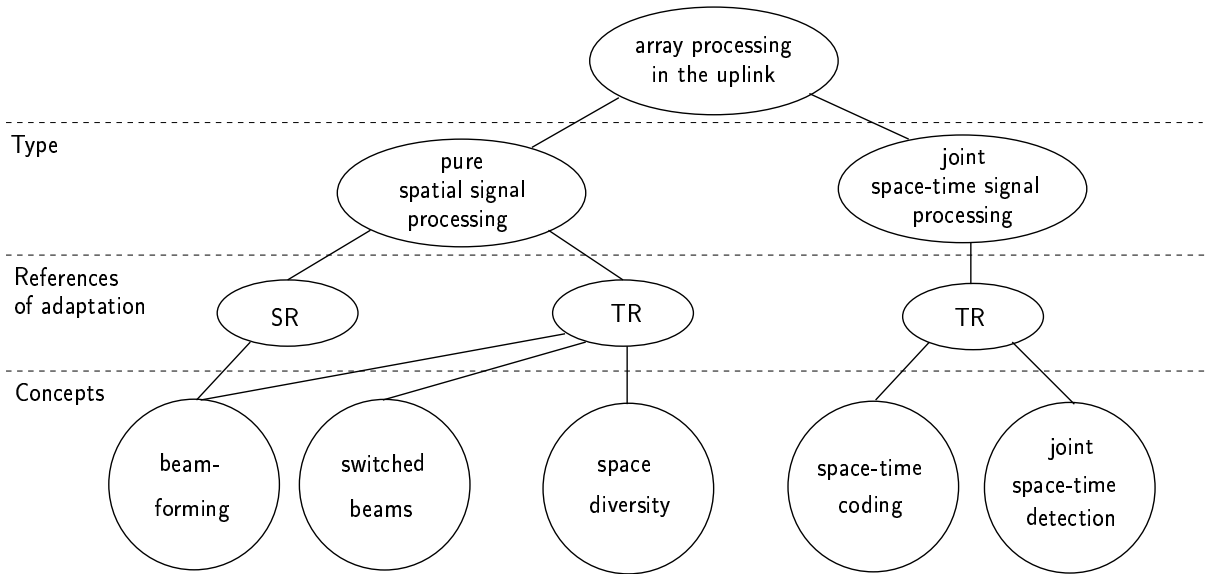 array processing
in the uplink
Type
pure
spatial signal
processing
joint
space-time signal
processing
References
of adaptation
SR
TR
TR
Concepts
beam-
forming
switched
beams
space
diversity
space-time
coding
joint
space-time
detection